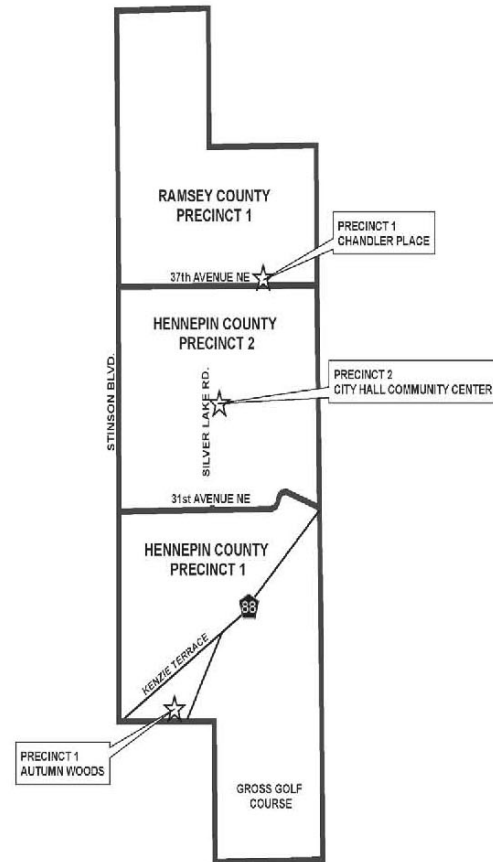 RAMSEY COUNTY
PRECINCT 1
PRECINCT 1
CHANDLER PLACE
37th AVENUE NE
HENNEPIN COUNTY
PRECINCT 2
STINSON BLVD.
SILVER LAKE RD.
PRECINCT 2
CITY HALL COMMUNITY CENTER
31st AVENUE NE
HENNEPIN COUNTY
PRECINCT 1
88
KENZIE TERRACE
PRECINCT 1
AUTUMN WOODS
GROSS GOLF
COURSE